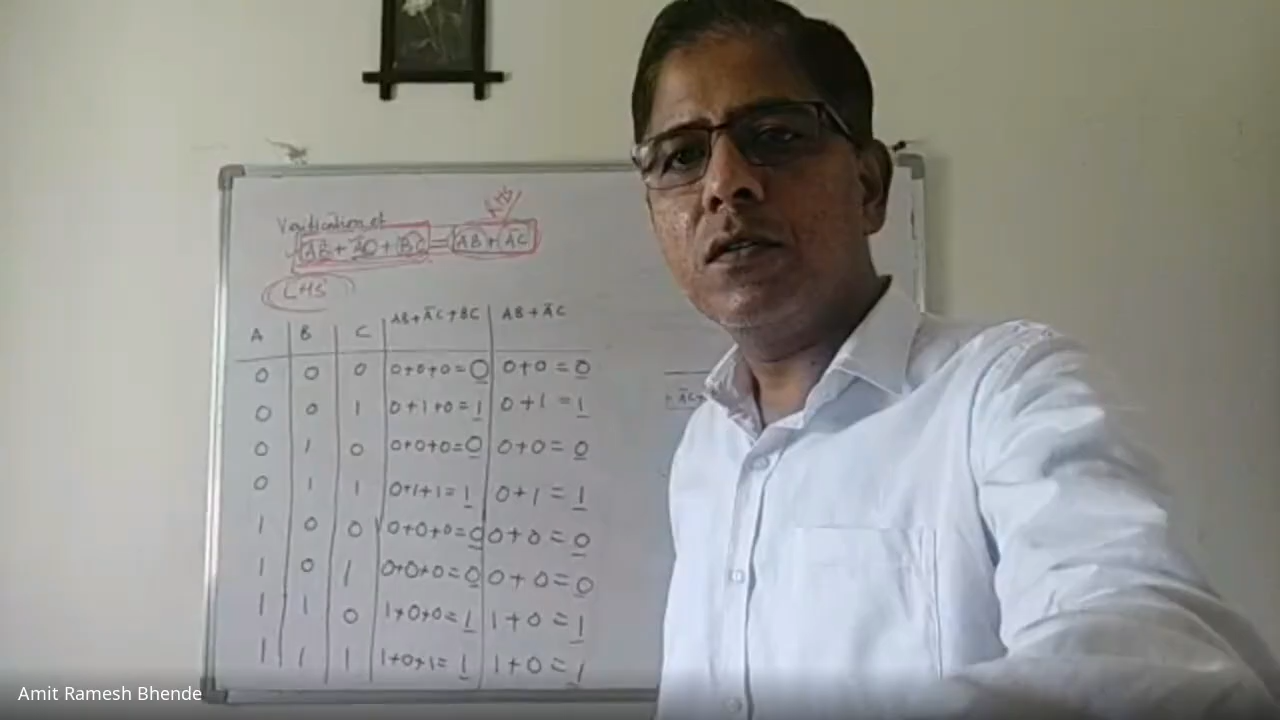 Verification of
AB + ĀC + BC = AB + ĀC
LHS
A B C AB+ĀC+BC AB+ĀC
0 0 0 0+0+0=0 0+0=0
0 0 1 0+1+0=1 0+1=1
0 1 0 0+0+0=0 0+0=0
0 1 1 0+1+1=1 0+1=1
1 0 0 0+0+0=0 0+0=0
1 0 1 0+0+0=0 0+0=0
1 1 0 1+0+0=1 1+0=1
1 1 1 1+0+1=1 1+0=1
Amit Ramesh Bhende